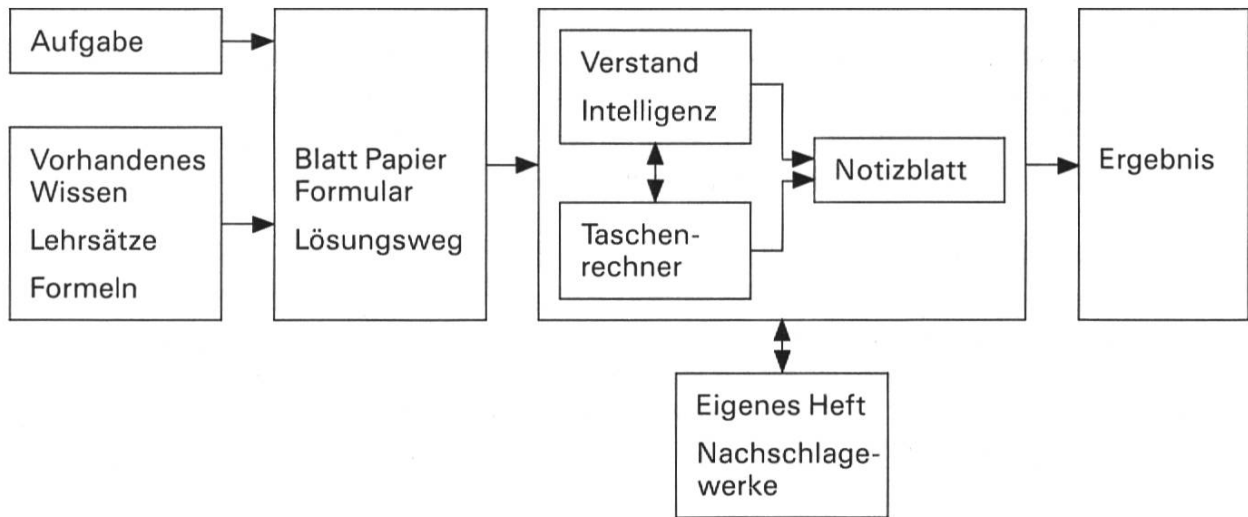 Aufgabe
Vorhandenes
Wissen
Lehrsätze
Formeln
Blatt Papier
Formular
Lösungsweg
Verstand
Intelligenz
Taschen-
rechner
Notizblatt
Ergebnis
Eigenes Heft
Nachschlage-
werke